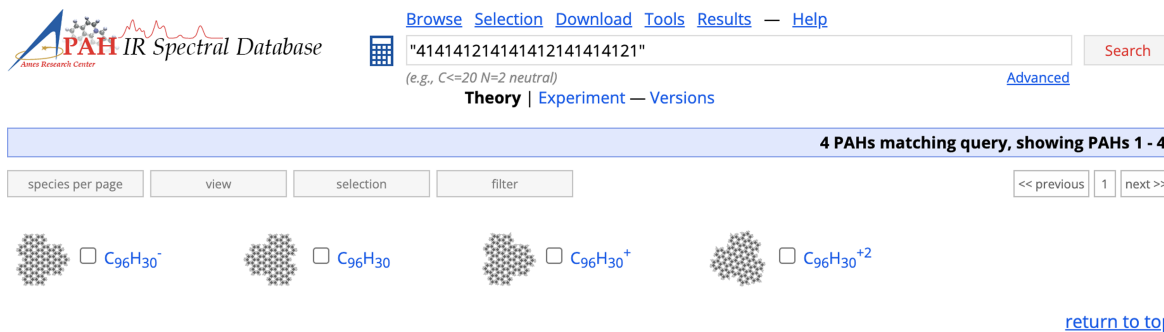 Browse Selection Download Tools Results — Help
PAH IR Spectral Database
Ames Research Center
"414141214141412141414121"
Search
(e.g., C<=20 N=2 neutral)
Advanced
Theory | Experiment — Versions
4 PAHs matching query, showing PAHs 1 - 4
species per page
view
selection
filter
<< previous
1
next >>
C96H30-
C96H30
C96H30+
C96H30+2
return to top